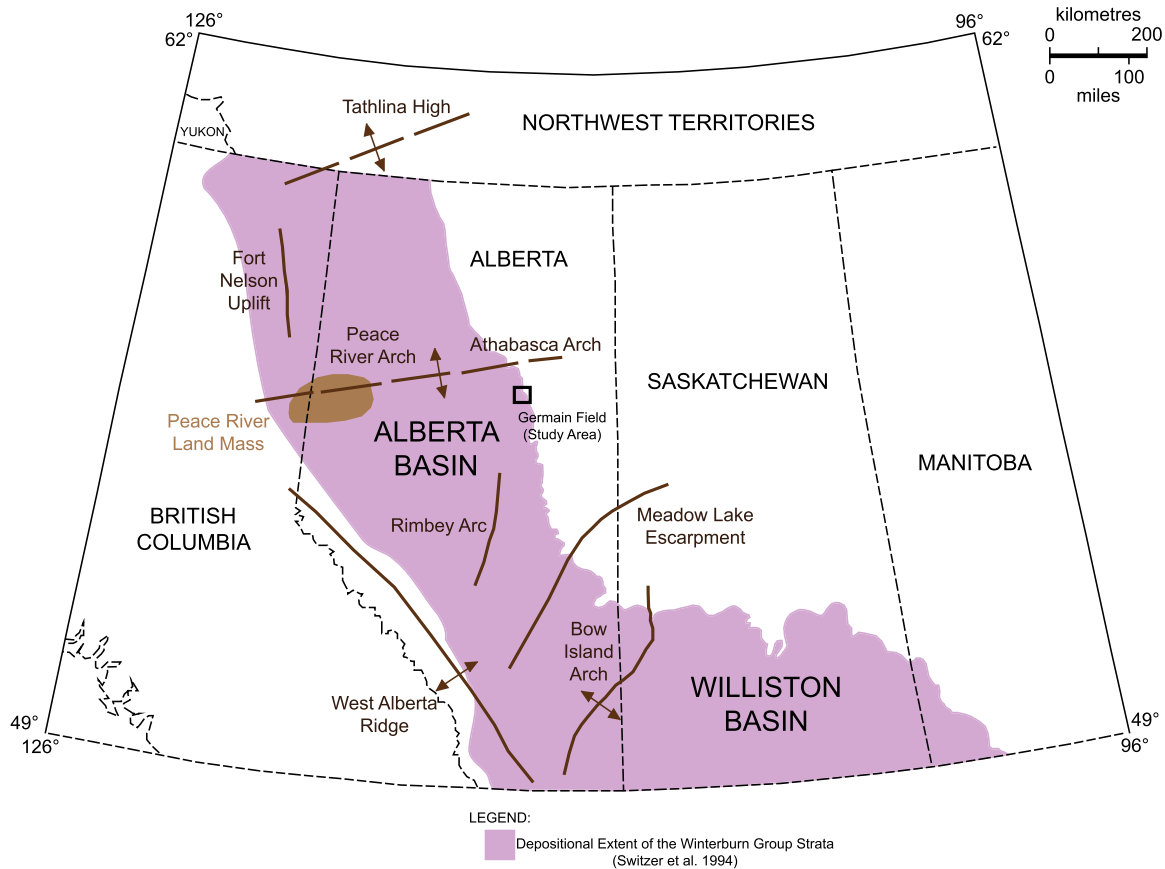 126°
62°
96°
62°
kilometres
0 200
0 100
miles
Tathlina High
NORTHWEST TERRITORIES
YUKON
Fort
Nelson
Uplift
ALBERTA
Peace
River Arch
Athabasca Arch
SASKATCHEWAN
Peace River
Land Mass
Germain Field
(Study Area)
ALBERTA
BASIN
MANITOBA
BRITISH
COLUMBIA
Rimbey Arc
Meadow Lake
Escarpment
Bow
Island
Arch
West Alberta
Ridge
WILLISTON
BASIN
49°
126°
49°
96°
LEGEND:
Depositional Extent of the Winterburn Group Strata
(Switzer et al. 1994)